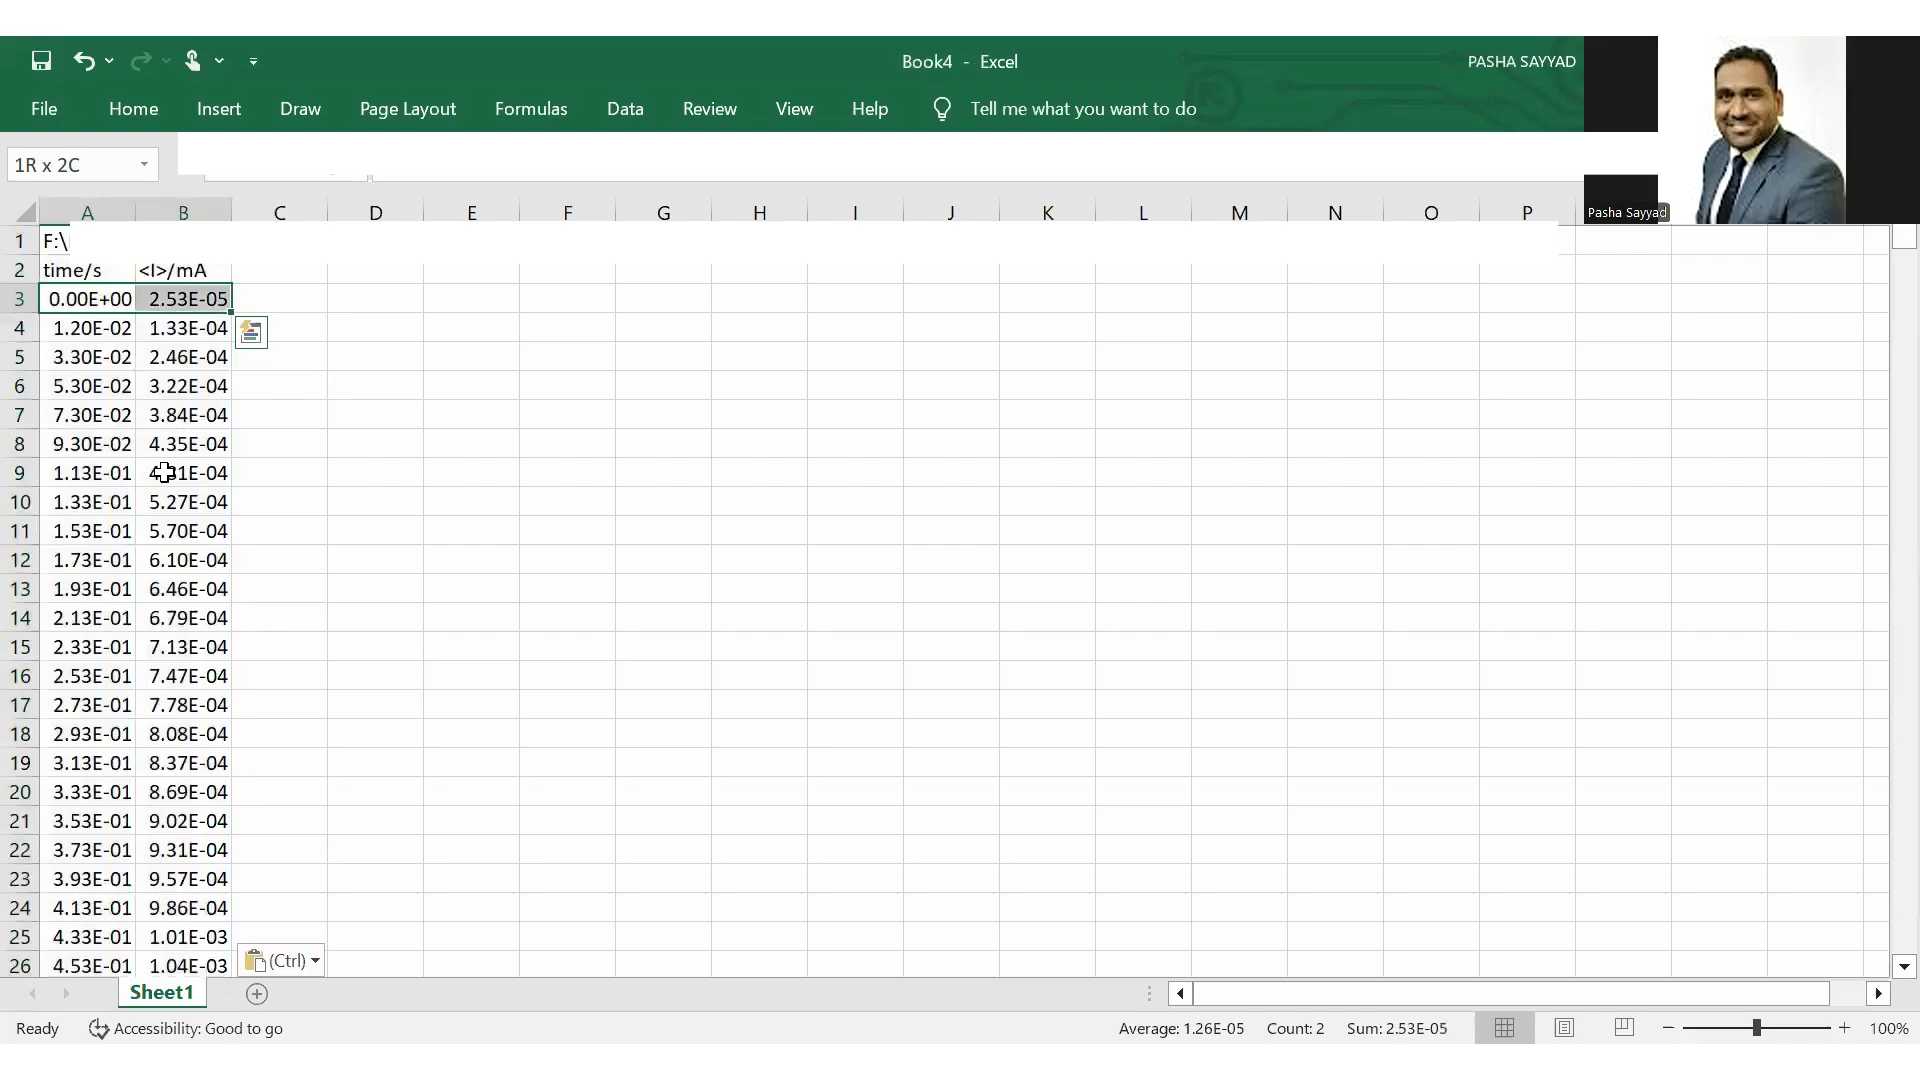 Book4 - Excel
PASHA SAYYAD
File Home Insert Draw Page Layout Formulas Data Review View Help Tell me what you want to do
1R x 2C
Pasha Sayyad
A B C D E F G H I J K L M N O P
1 F:\
2 time/s <I>/mA
3 0.00E+00 2.53E-05
4 1.20E-02 1.33E-04
5 3.30E-02 2.46E-04
6 5.30E-02 3.22E-04
7 7.30E-02 3.84E-04
8 9.30E-02 4.35E-04
9 1.13E-01
10 1.33E-01 5.27E-04
11 1.53E-01 5.70E-04
12 1.73E-01 6.10E-04
13 1.93E-01 6.46E-04
14 2.13E-01 6.79E-04
15 2.33E-01 7.13E-04
16 2.53E-01 7.47E-04
17 2.73E-01 7.78E-04
18 2.93E-01 8.08E-04
19 3.13E-01 8.37E-04
20 3.33E-01 8.69E-04
21 3.53E-01 9.02E-04
22 3.73E-01 9.31E-04
23 3.93E-01 9.57E-04
24 4.13E-01 9.86E-04
25 4.33E-01 1.01E-03
26 4.53E-01 1.04E-03
(Ctrl)
Sheet1
Ready Accessibility: Good to go Average: 1.26E-05 Count: 2 Sum: 2.53E-05 100%